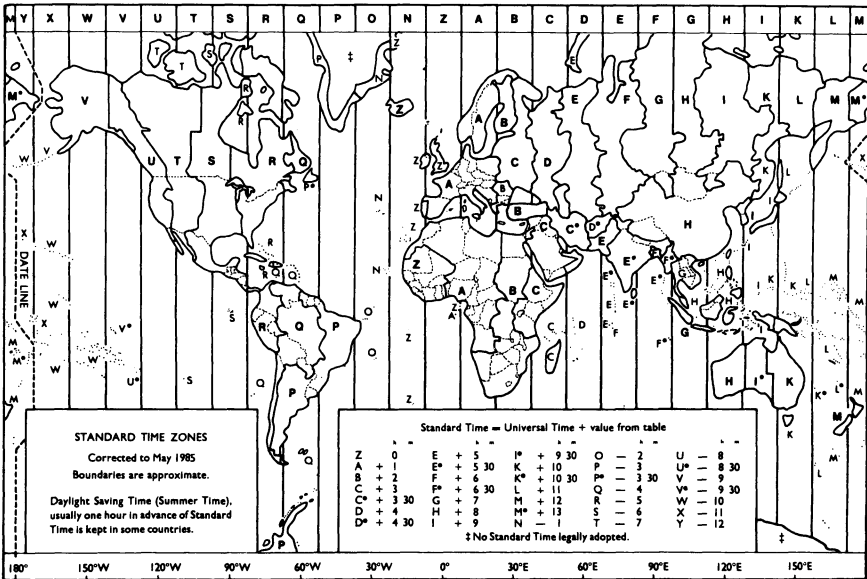 M Y X W V U T S R Q P O N Z A B C D E F G H I K L M
T
S
P
‡
Z
T
R
N
E
M*
V
R
Z
A
B
D
E
F
G
H
I
K
L
M
M*
W
V
U T S R Q
P*
Z
Z
A
B
C
D
K
L
X
X DATE LINE
W
N
Z
Z
B
B
C
C*
D*
E
H
I
I
R
R
Q
Q
N
Z
A
B
C
E*
E*
F*
G
H
K
L
M
W
X
V*
W
S
R
Q
P
O
O
Z
A
C
D
E
F
F*
G
H
H
I
K
K
L
M
M*
W
U*
S
Q
P
Z
C
H
I*
K
L
L*
K*
M
M
K
L
Q
P
STANDARD TIME ZONES
Corrected to May 1985
Boundaries are approximate.
Daylight Saving Time (Summer Time),
usually one hour in advance of Standard
Time is kept in some countries.
Standard Time = Universal Time + value from table
h m h m h m h m h m
Z 0 E + 5 I* + 9 30 O − 2 U − 8
A + 1 E* + 5 30 K + 10 P − 3 U* − 8 30
B + 2 F + 6 K* + 10 30 P* − 3 30 V − 9
C + 3 F* + 6 30 L + 11 Q − 4 V* − 9 30
C* + 3 30 G + 7 M + 12 R − 5 W − 10
D + 4 H + 8 M* + 13 S − 6 X − 11
D* + 4 30 I + 9 N − 1 T − 7 Y − 12
‡ No Standard Time legally adopted.
‡
180° 150°W 120°W 90°W 60°W 30°W 0° 30°E 60°E 90°E 120°E 150°E